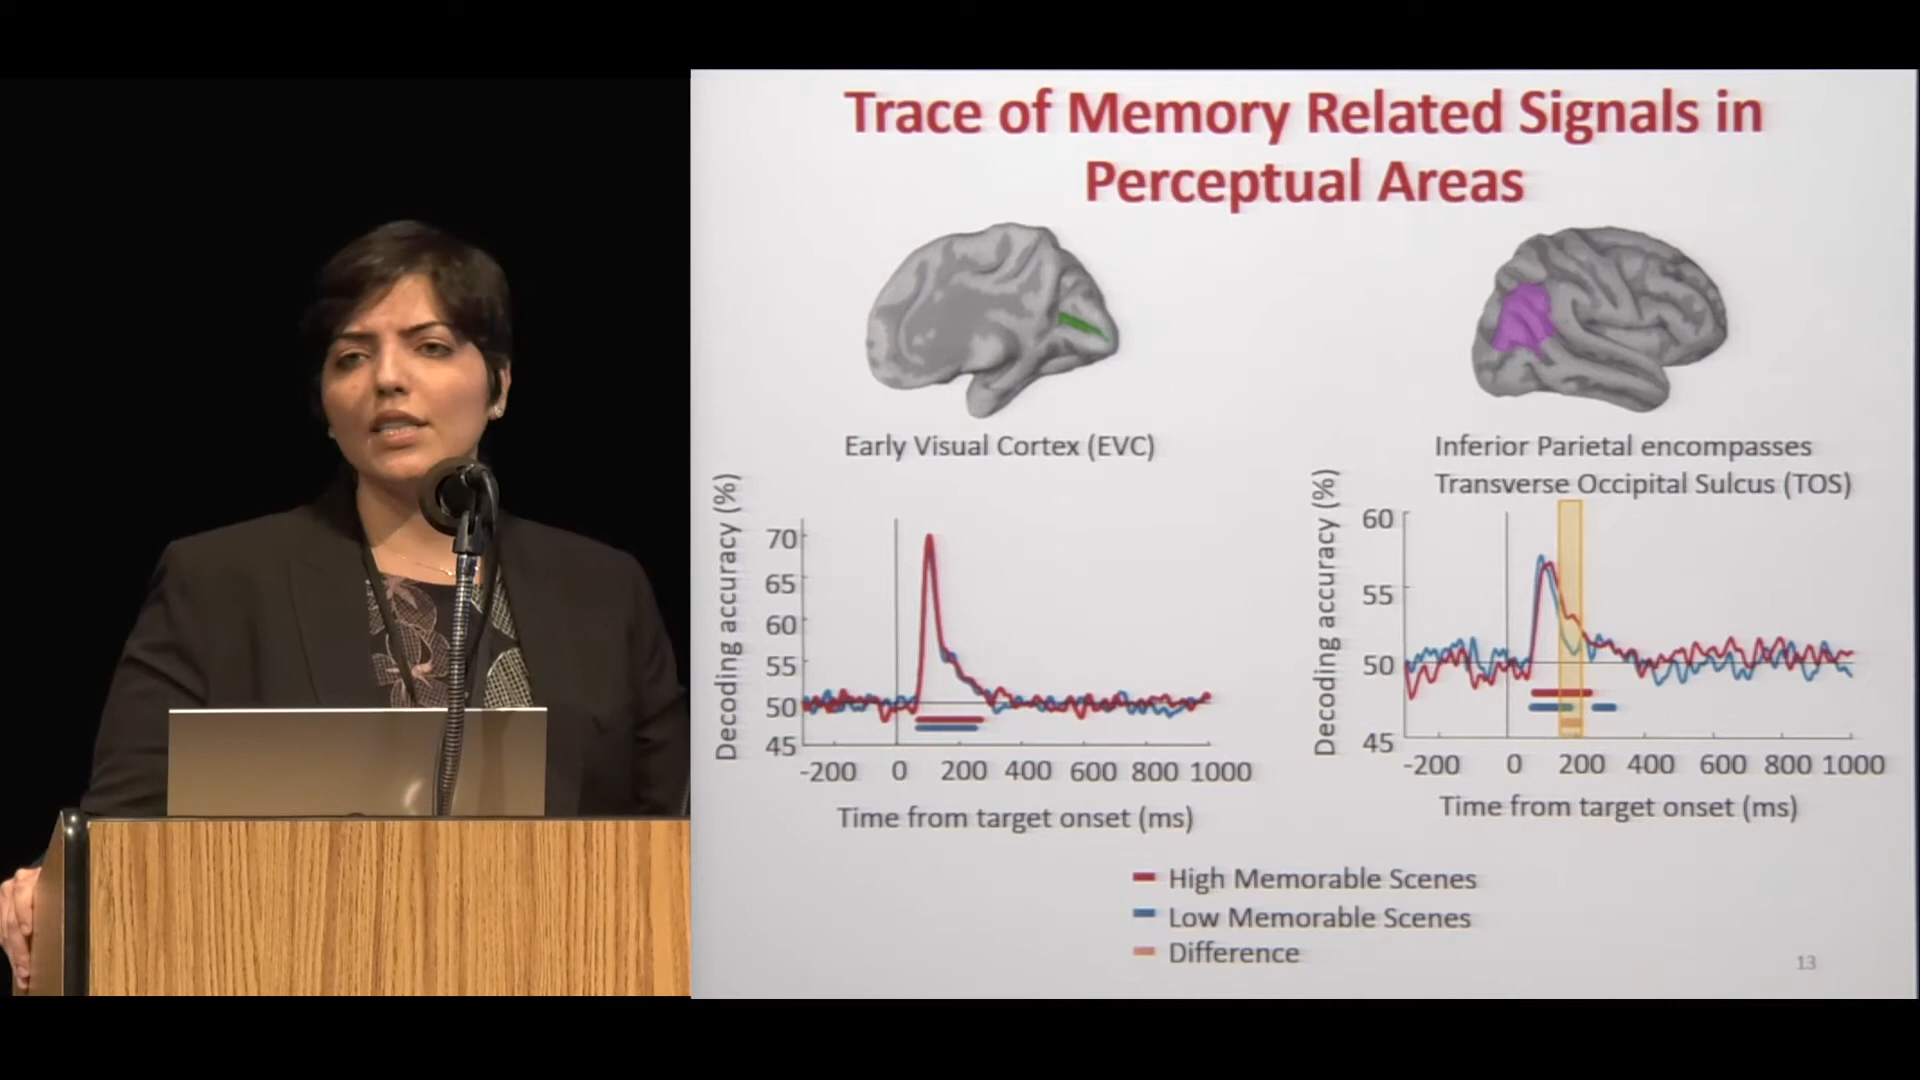 Trace of Memory Related Signals in
Perceptual Areas
Early Visual Cortex (EVC)
Inferior Parietal encompasses
Transverse Occipital Sulcus (TOS)
Decoding accuracy (%)
70
65
60
55
50
45
-200 0 200 400 600 800 1000
Time from target onset (ms)
Decoding accuracy (%)
60
55
50
45
-200 0 200 400 600 800 1000
Time from target onset (ms)
High Memorable Scenes
Low Memorable Scenes
Difference
13